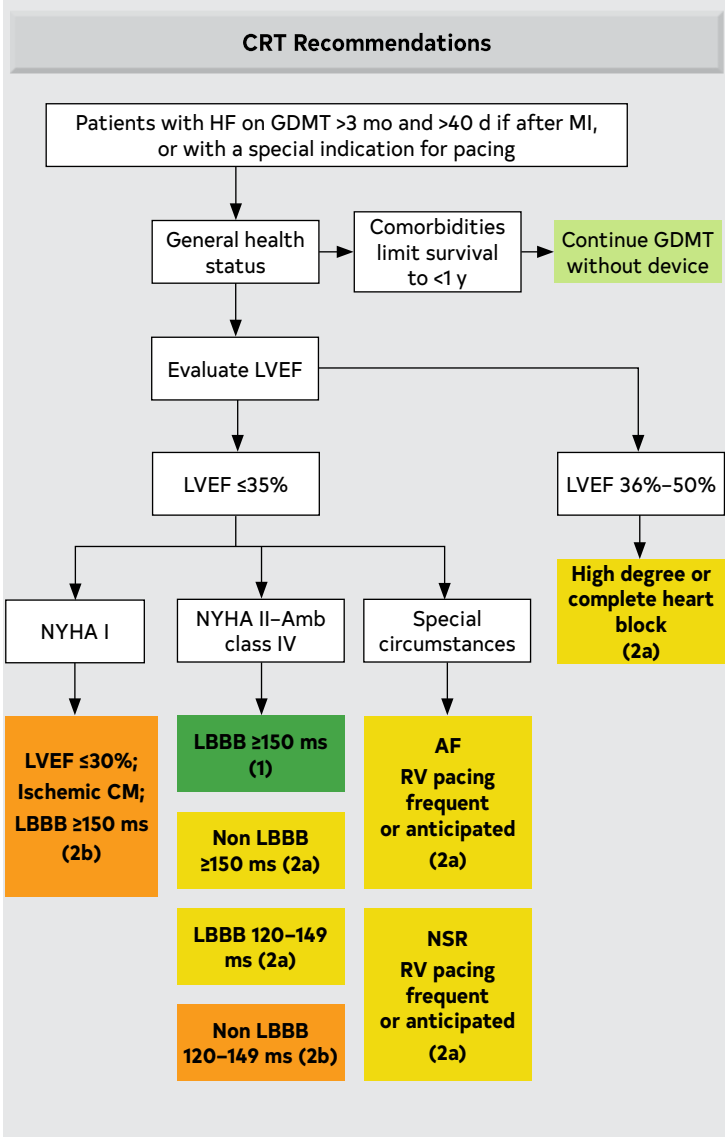 CRT Recommendations
Patients with HF on GDMT >3 mo and >40 d if after MI,
or with a special indication for pacing
General health
status
Comorbidities
limit survival
to <1 y
Continue GDMT
without device
Evaluate LVEF
LVEF ≤35%
LVEF 36%–50%
High degree or
complete heart
block
(2a)
NYHA I
NYHA II–Amb
class IV
Special
circumstances
LVEF ≤30%;
Ischemic CM;
LBBB ≥150 ms
(2b)
LBBB ≥150 ms
(1)
Non LBBB
≥150 ms (2a)
LBBB 120–149
ms (2a)
Non LBBB
120–149 ms (2b)
AF
RV pacing
frequent
or anticipated
(2a)
NSR
RV pacing
frequent
or anticipated
(2a)